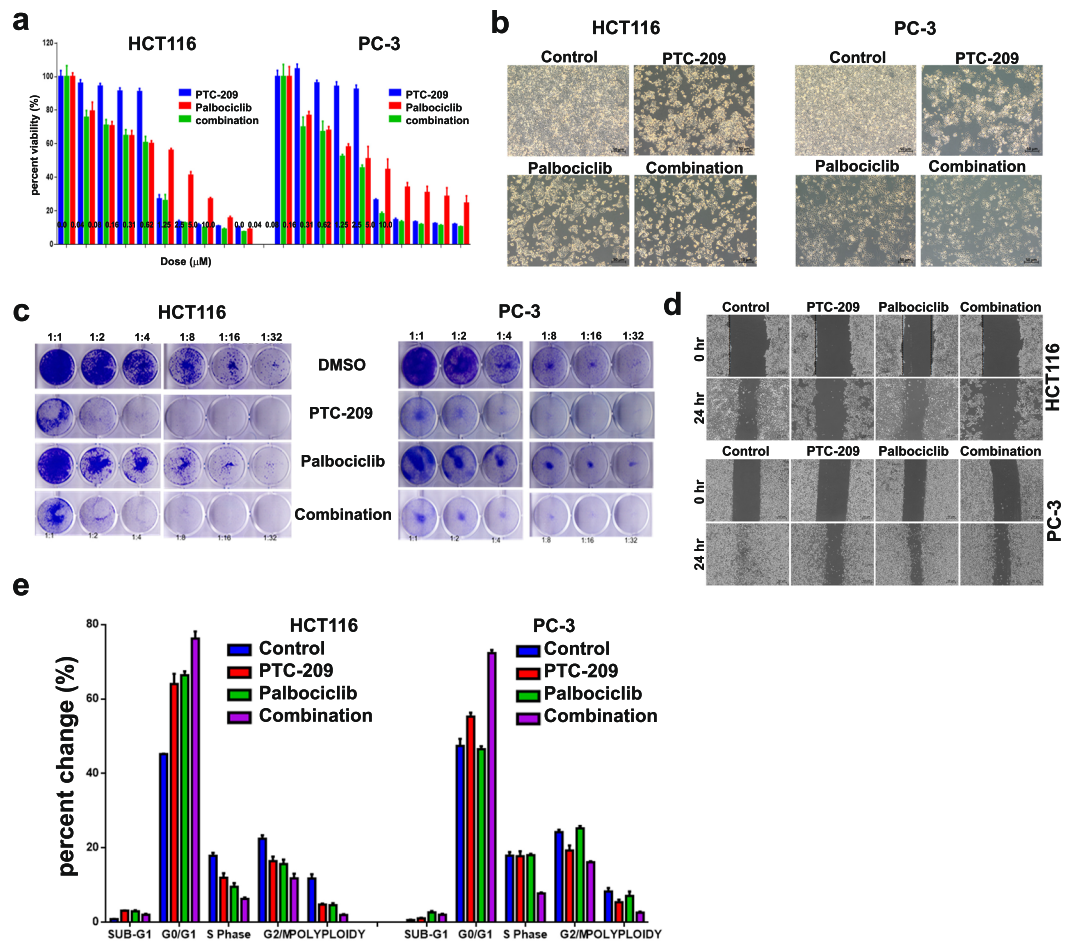 a
HCT116
PC-3
percent viability (%)
120
100
80
60
40
20
0
PTC-209
Palbociclib
combination
PTC-209
Palbociclib
combination
Dose (μM)
b
HCT116
PC-3
Control
PTC-209
Control
PTC-209
Palbociclib
Combination
Palbociclib
Combination
c
HCT116
PC-3
1:1 1:2 1:4 1:8 1:16 1:32
1:1 1:2 1:4 1:8 1:16 1:32
DMSO
PTC-209
Palbociclib
Combination
1:1 1:2 1:4 1:8 1:16 1:32
1:1 1:2 1:4 1:8 1:16 1:32
d
Control PTC-209 Palbociclib Combination
0 hr
24 hr
HCT116
Control PTC-209 Palbociclib Combination
0 hr
24 hr
PC-3
e
percent change (%)
80
60
40
20
0
HCT116
Control
PTC-209
Palbociclib
Combination
PC-3
Control
PTC-209
Palbociclib
Combination
SUB-G1 G0/G1 S Phase G2/M POLYPLOIDY
SUB-G1 G0/G1 S Phase G2/M POLYPLOIDY